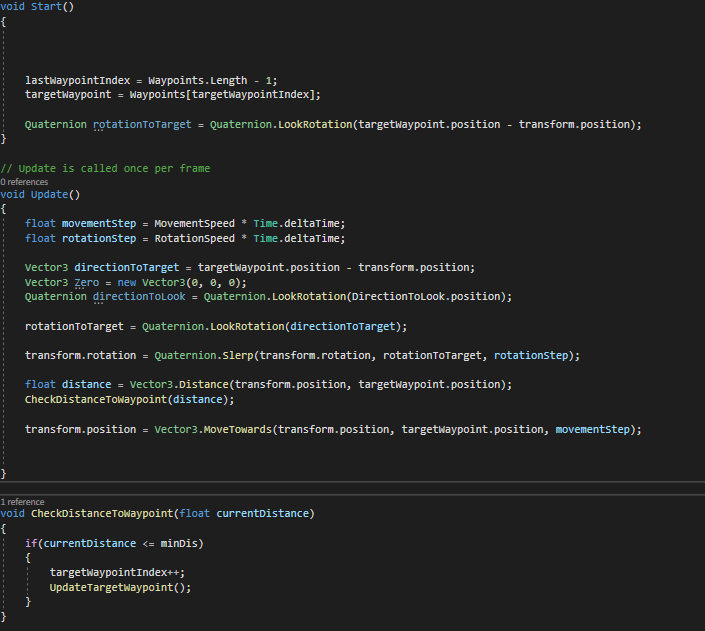 void Start()
{
lastWaypointIndex = Waypoints.Length - 1;
targetWaypoint = Waypoints[targetWaypointIndex];
Quaternion rotationToTarget = Quaternion.LookRotation(targetWaypoint.position - transform.position);
}
// Update is called once per frame
0 references
void Update()
{
float movementStep = MovementSpeed * Time.deltaTime;
float rotationStep = RotationSpeed * Time.deltaTime;
Vector3 directionToTarget = targetWaypoint.position - transform.position;
Vector3 Zero = new Vector3(0, 0, 0);
Quaternion directionToLook = Quaternion.LookRotation(DirectionToLook.position);
rotationToTarget = Quaternion.LookRotation(directionToTarget);
transform.rotation = Quaternion.Slerp(transform.rotation, rotationToTarget, rotationStep);
float distance = Vector3.Distance(transform.position, targetWaypoint.position);
CheckDistanceToWaypoint(distance);
transform.position = Vector3.MoveTowards(transform.position, targetWaypoint.position, movementStep);
}
1 reference
void CheckDistanceToWaypoint(float currentDistance)
{
if(currentDistance <= minDis)
{
targetWaypointIndex++;
UpdateTargetWaypoint();
}
}